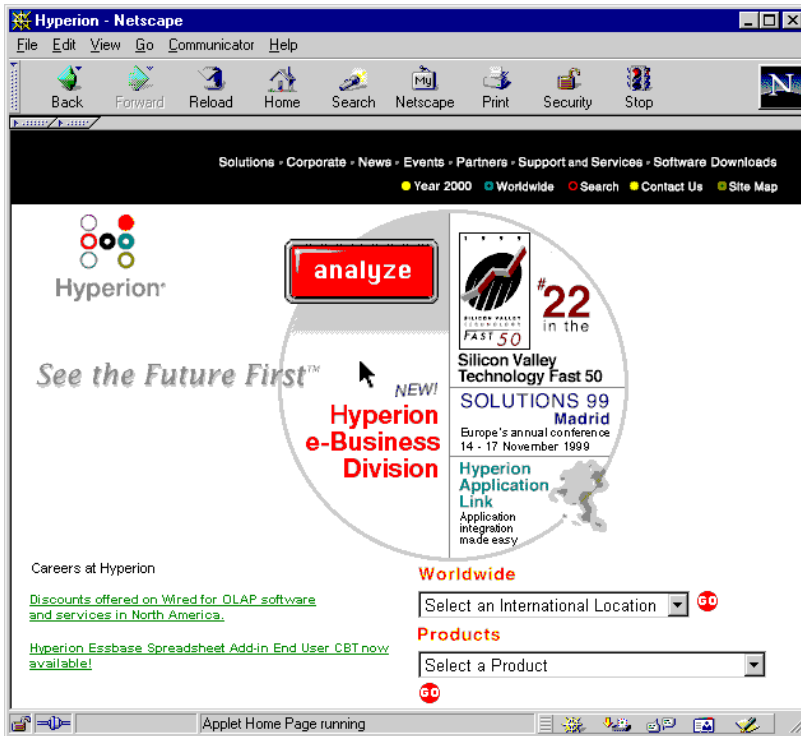 Hyperion - Netscape
File Edit View Go Communicator Help
Back Forward Reload Home Search Netscape Print Security Stop
My
N
Solutions - Corporate - News - Events - Partners - Support and Services - Software Downloads
Year 2000 Worldwide Search Contact Us Site Map
Hyperion
analyze
SILICON VALLEY
TECHNOLOGY
FAST 50
#22
in the
Silicon Valley
Technology Fast 50
See the Future First™
NEW!
Hyperion
e-Business
Division
SOLUTIONS 99
Madrid
Europe's annual conference
14 - 17 November 1999
Hyperion
Application
Link
Application
integration
made easy
Careers at Hyperion
Discounts offered on Wired for OLAP software
and services in North America.
Hyperion Essbase Spreadsheet Add-in End User CBT now
available!
Worldwide
Select an International Location
GO
Products
Select a Product
GO
Applet Home Page running